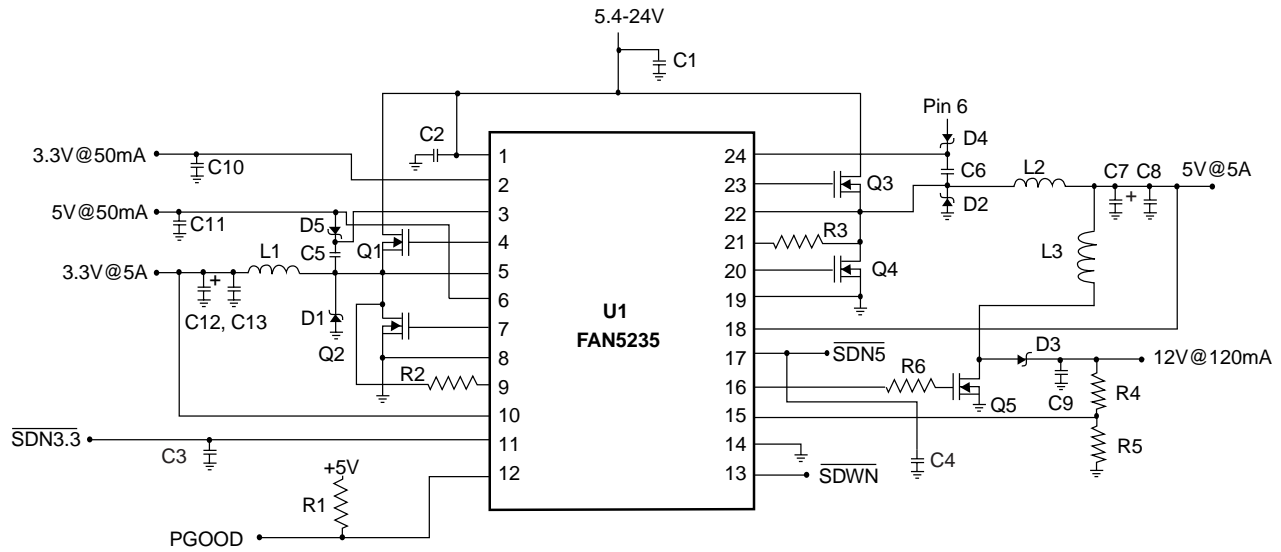 5.4-24V
C1
Pin 6
C2
D4
3.3V@50mA
C10
1
24
C6
L2
C7
C8
5V@5A
2
23
Q3
5V@50mA
C11
D5
3
22
D2
+
C5
Q1
4
21
R3
L3
3.3V@5A
L1
5
20
Q4
+
C12, C13
D1
6
19
U1
FAN5235
Q2
7
18
8
17
SDN5
D3
12V@120mA
R2
9
16
R6
Q5
C9
R4
10
15
SDN3.3
C3
11
14
R5
+5V
12
13
SDWN
C4
R1
PGOOD